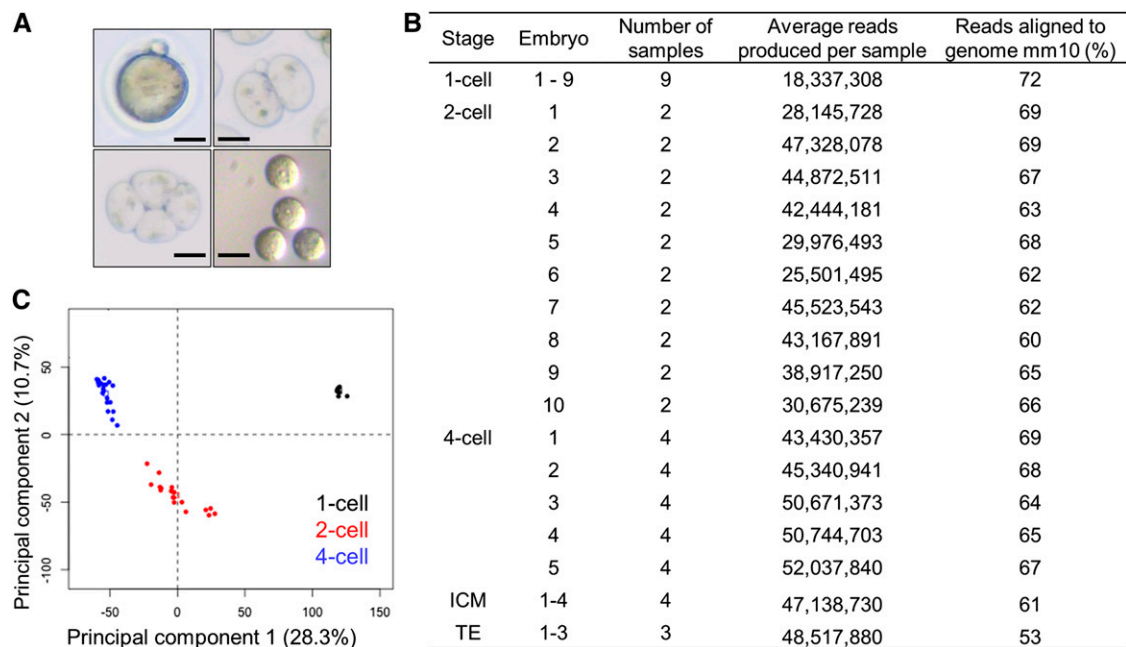 A
B
Stage Embryo Number of samples Average reads produced per sample Reads aligned to genome mm10 (%)
1-cell 1 - 9 9 18,337,308 72
2-cell 1 2 28,145,728 69
2 2 47,328,078 69
3 2 44,872,511 67
4 2 42,444,181 63
5 2 29,976,493 68
6 2 25,501,495 62
7 2 45,523,543 62
8 2 43,167,891 60
9 2 38,917,250 65
10 2 30,675,239 66
4-cell 1 4 43,430,357 69
2 4 45,340,941 68
3 4 50,671,373 64
4 4 50,744,703 65
5 4 52,037,840 67
ICM 1-4 4 47,138,730 61
TE 1-3 3 48,517,880 53
C
Principal component 2 (10.7%)
50
0
-50
-100
1-cell
2-cell
4-cell
-50 0 50 100 150
Principal component 1 (28.3%)